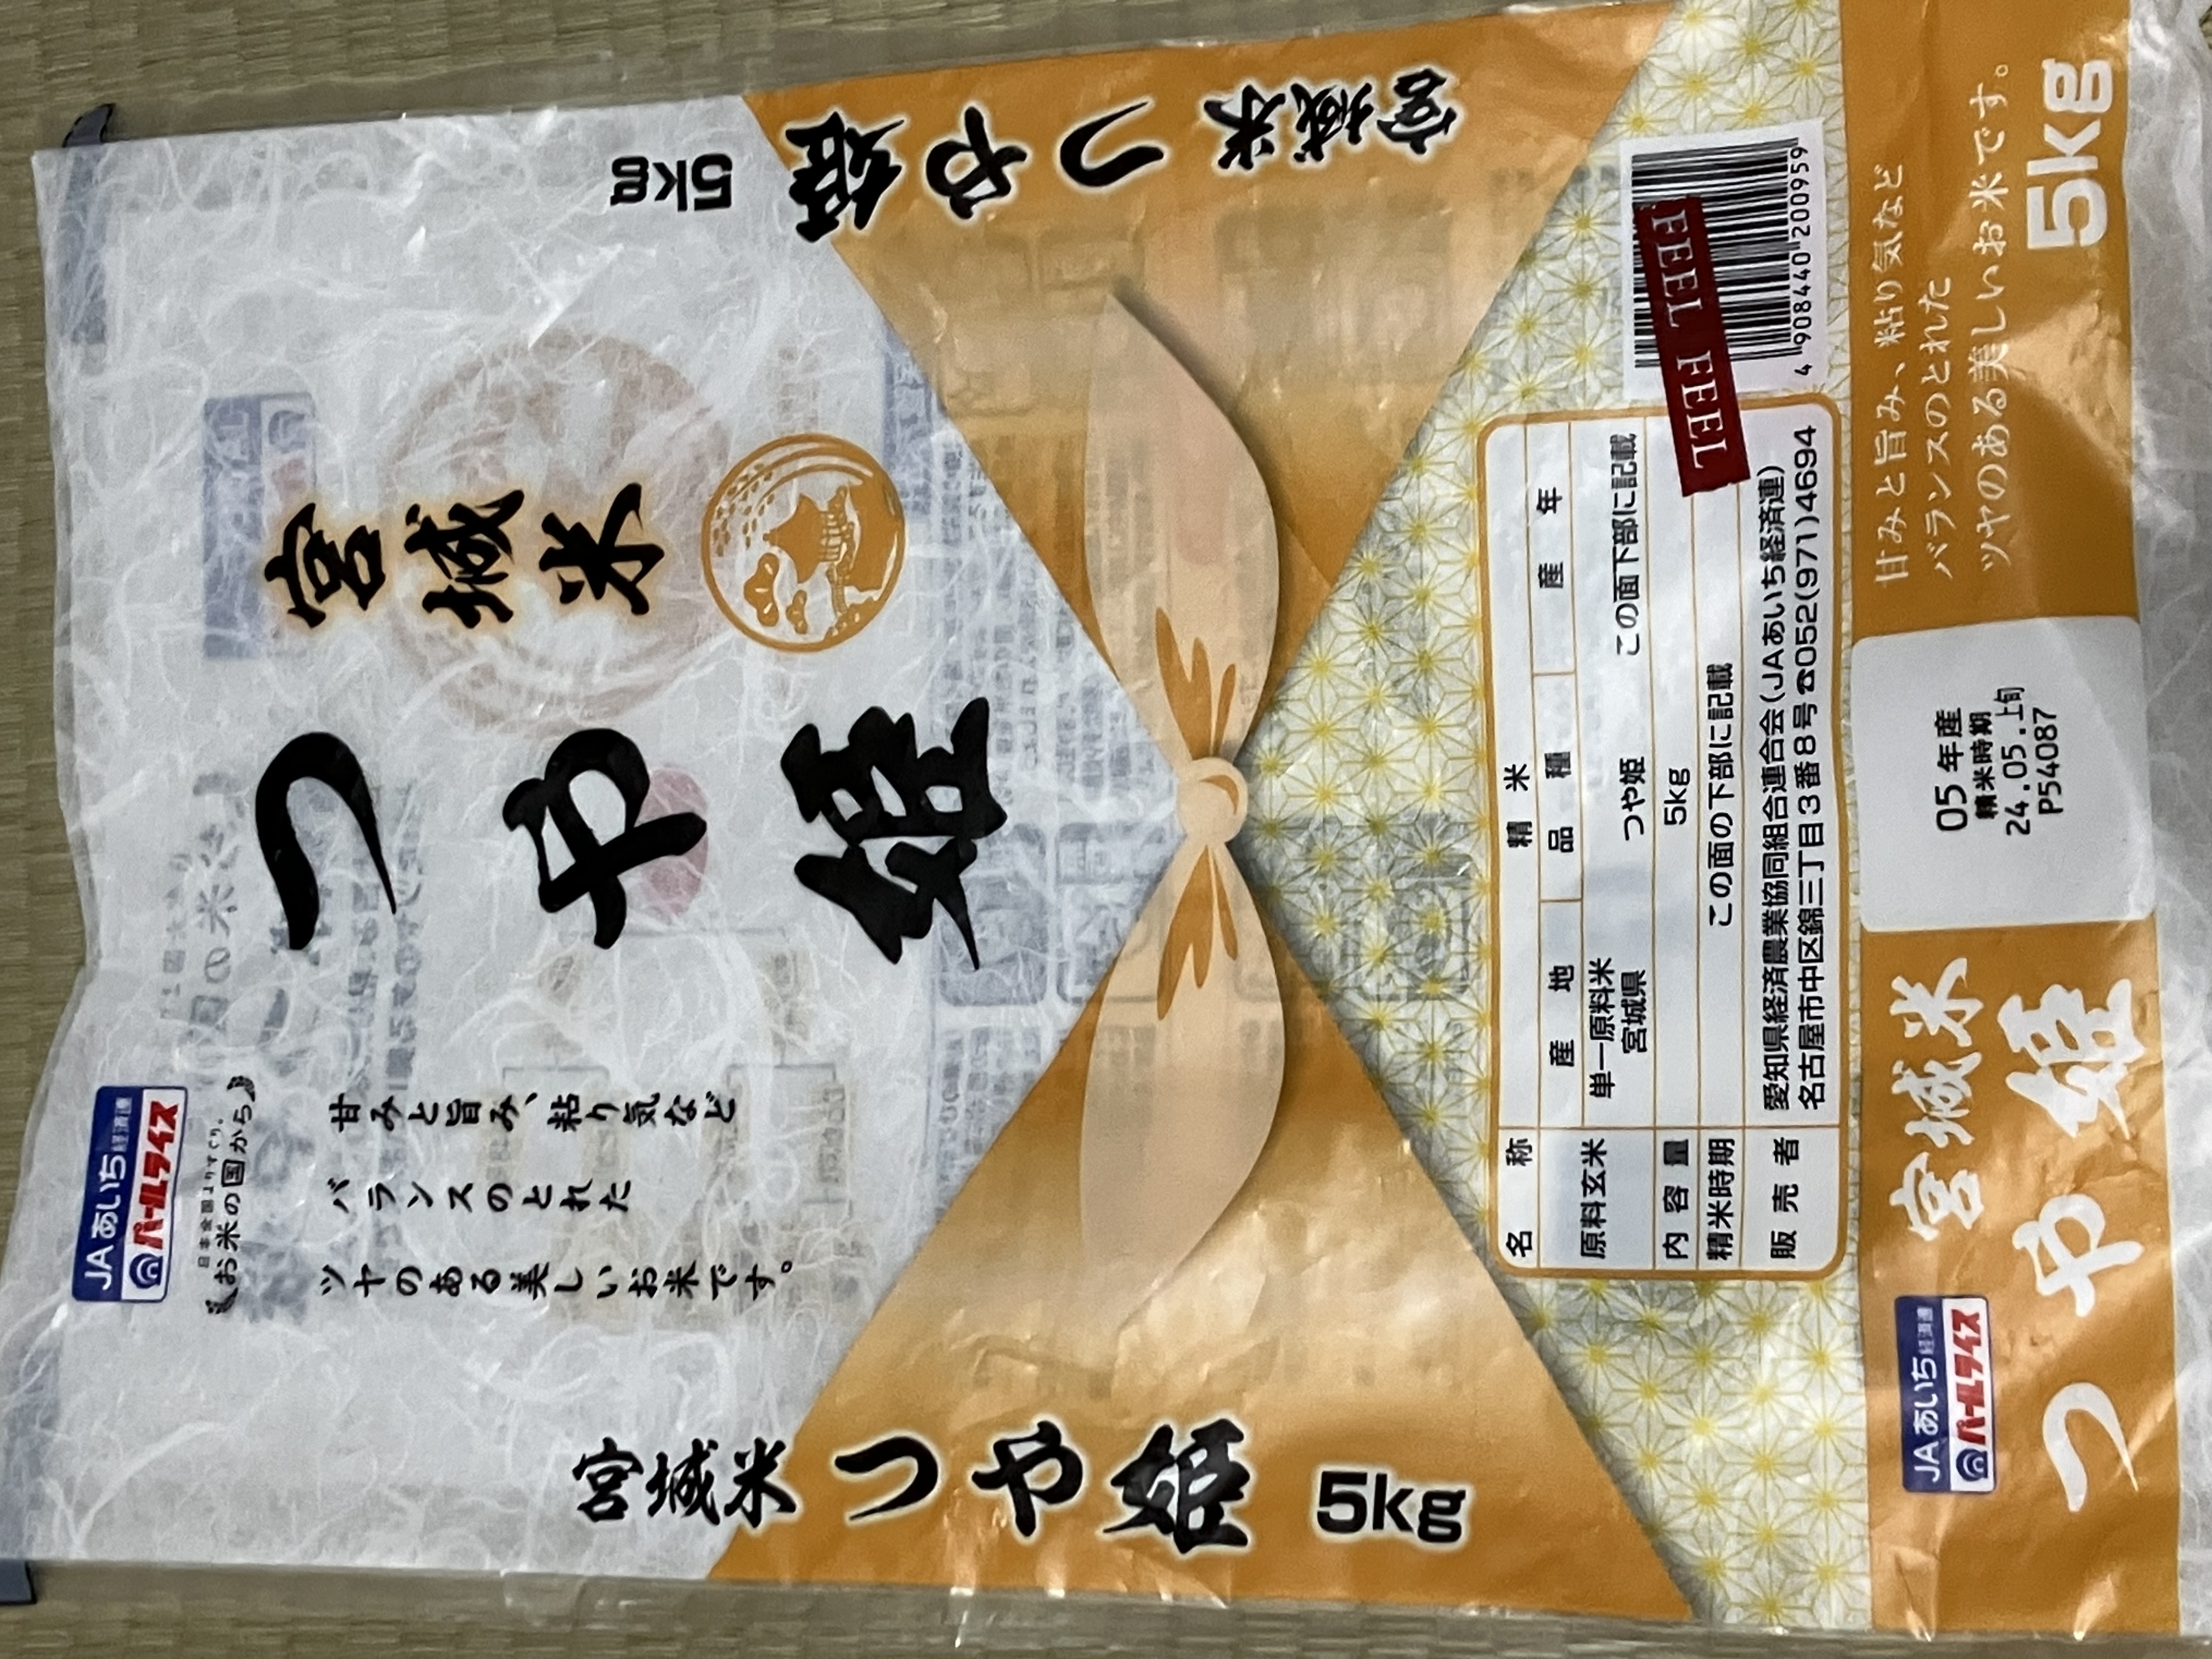 JAあいち経済連
パールライス
日本全国よりすぐり。
お米の国から
宮城米
つや姫
甘みと旨み、粘り気など
バランスのとれた
ツヤのある美しいお米です。
宮城米 つや姫 5kg
宮城米 つや姫 5kg
名称 精米
原料玄米 産地 品種 産年
単一原料米
宮城県 つや姫 この面下部に記載
内容量 5kg
精米時期 この面の下部に記載
販売者 愛知県経済農業協同組合連合会(JAあいち経済連)
名古屋市中区錦三丁目3番8号☎052(971)4694
FEEL FEEL
4 908440 200959
JAあいち経済連
パールライス
宮城米
つや姫
05年産
精米時期
24.05.上旬
P54087
甘みと旨み、粘り気など
バランスのとれた
ツヤのある美しいお米です。
5kg